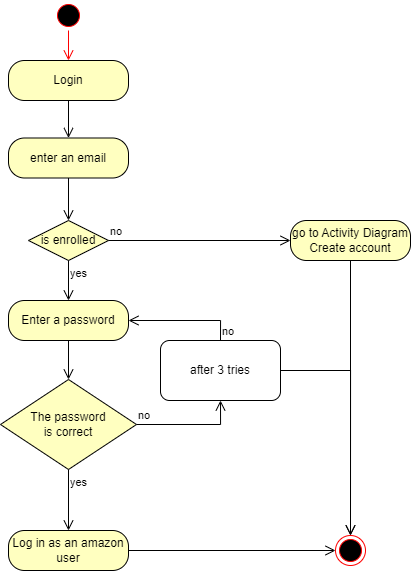 Login
enter an email
is enrolled
no
go to Activity Diagram
Create account
yes
Enter a password
no
after 3 tries
The password
is correct
no
yes
Log in as an amazon
user